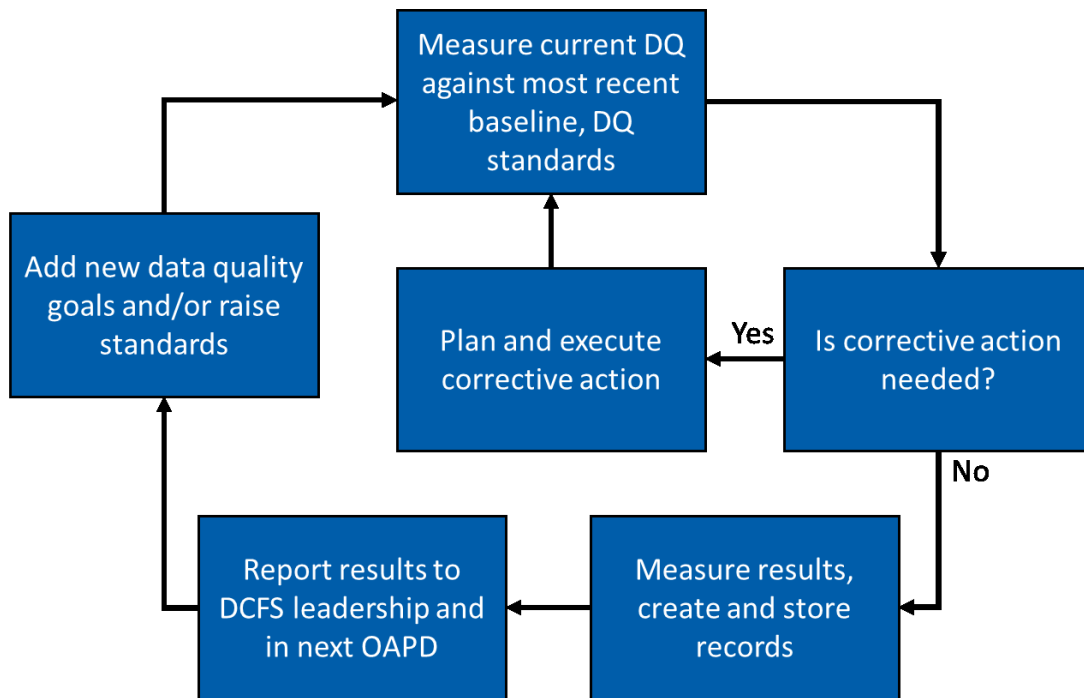 Measure current DQ
against most recent
baseline, DQ
standards
Add new data quality
goals and/or raise
standards
Plan and execute
corrective action
Yes
Is corrective action
needed?
No
Report results to
DCFS leadership and
in next OAPD
Measure results,
create and store
records